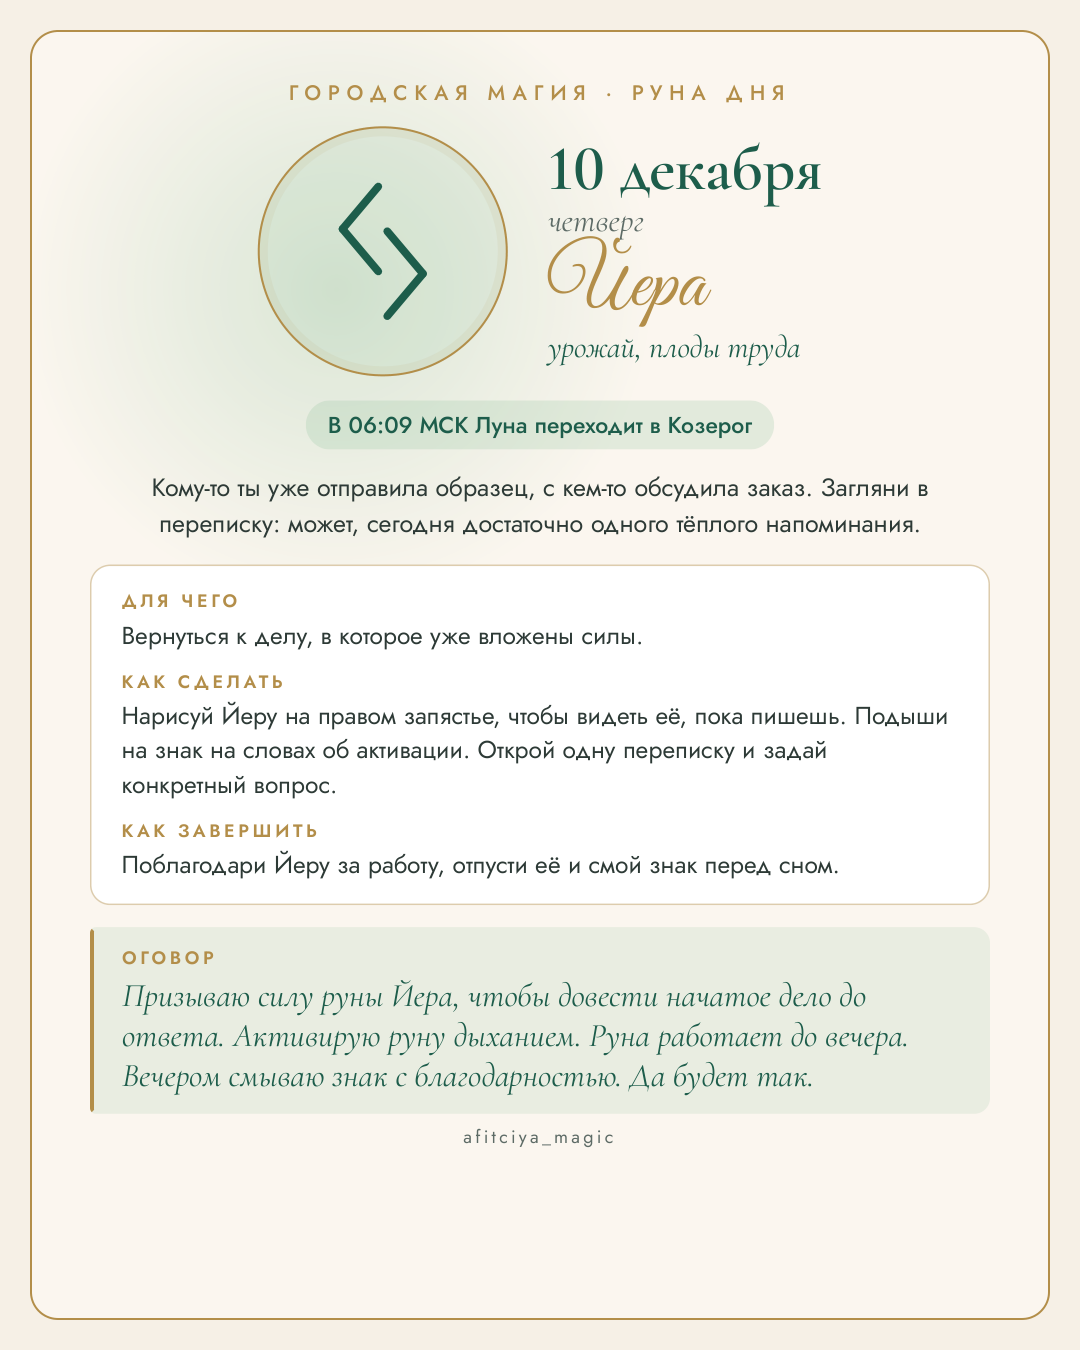 ГОРОДСКАЯ МАГИЯ · РУНА ДНЯ
10 декабря
четверг
Йера
урожай, плоды труда
В 06:09 МСК Луна переходит в Козерог
Кому-то ты уже отправила образец, с кем-то обсудила заказ. Загляни в
переписку: может, сегодня достаточно одного тёплого напоминания.
ДЛЯ ЧЕГО
Вернуться к делу, в которое уже вложены силы.
КАК СДЕЛАТЬ
Нарисуй Йеру на правом запястье, чтобы видеть её, пока пишешь. Подыши
на знак на словах об активации. Открой одну переписку и задай
конкретный вопрос.
КАК ЗАВЕРШИТЬ
Поблагодари Йеру за работу, отпусти её и смой знак перед сном.
ОГОВОР
Призываю силу руны Йера, чтобы довести начатое дело до
ответа. Активирую руну дыханием. Руна работает до вечера.
Вечером смываю знак с благодарностью. Да будет так.
afitciya_magic